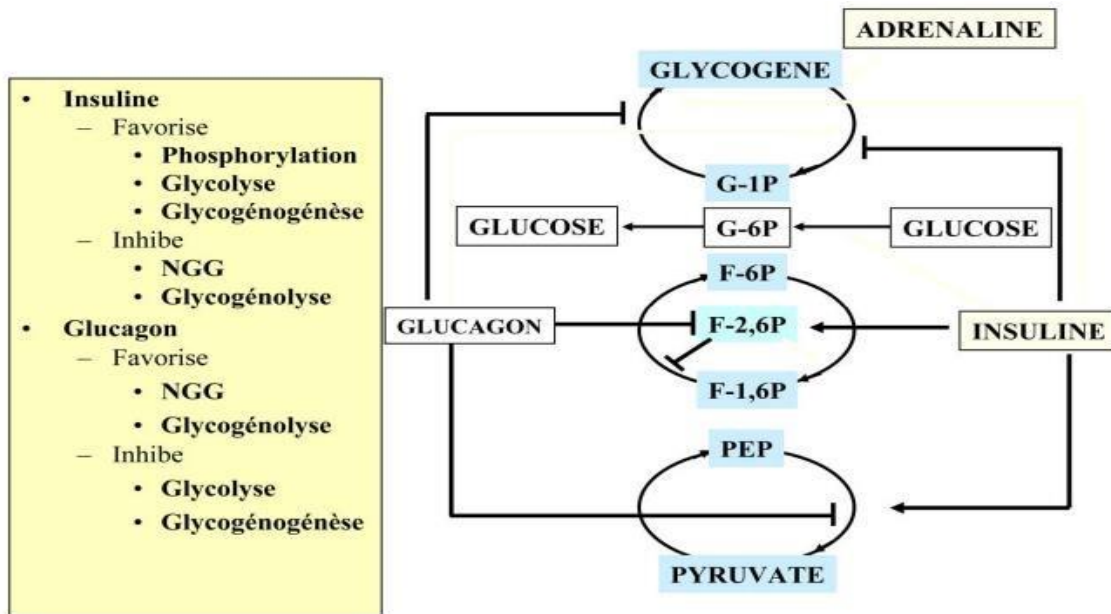 • Insuline
– Favorise
• Phosphorylation
• Glycolyse
• Glycogénogénèse
– Inhibe
• NGG
• Glycogénolyse
• Glucagon
– Favorise
• NGG
• Glycogénolyse
– Inhibe
• Glycolyse
• Glycogénogénèse
ADRENALINE
GLYCOGENE
G-1P
GLUCOSE G-6P GLUCOSE
F-6P
GLUCAGON F-2,6P INSULINE
F-1,6P
PEP
PYRUVATE